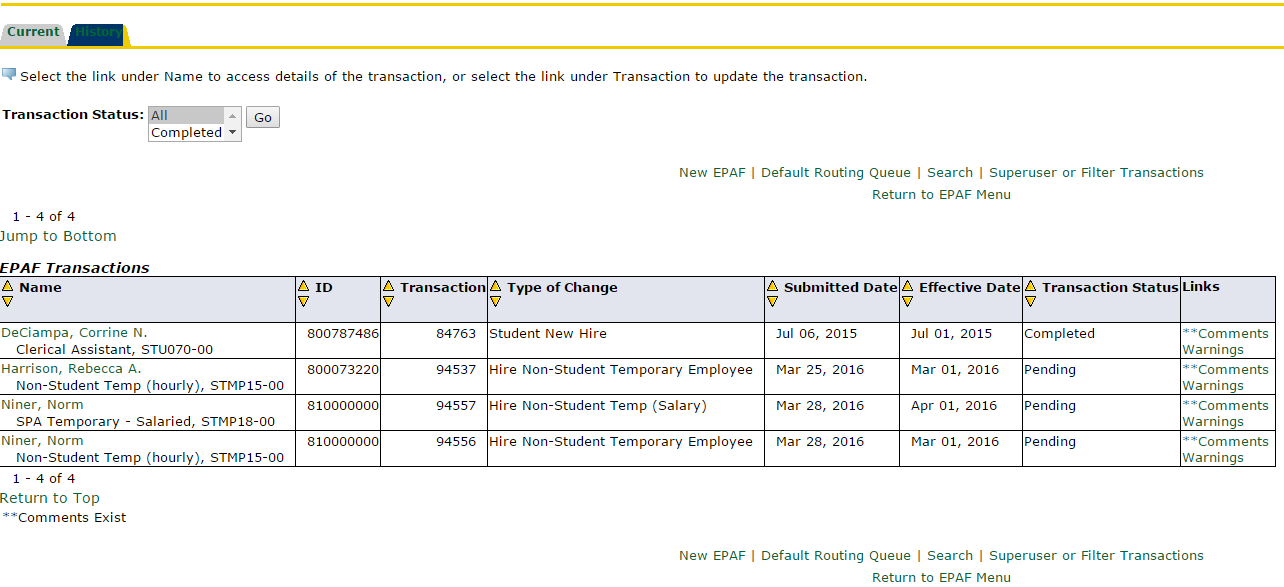 Current History
Select the link under Name to access details of the transaction, or select the link under Transaction to update the transaction.
Transaction Status: All Go
Completed
New EPAF | Default Routing Queue | Search | Superuser or Filter Transactions
Return to EPAF Menu
1 - 4 of 4
Jump to Bottom
EPAF Transactions
Name ID Transaction Type of Change Submitted Date Effective Date Transaction Status Links
DeCiampa, Corrine N. 800787486 84763 Student New Hire Jul 06, 2015 Jul 01, 2015 Completed **Comments
Clerical Assistant, STU070-00 Warnings
Harrison, Rebecca A. 800073220 94537 Hire Non-Student Temporary Employee Mar 25, 2016 Mar 01, 2016 Pending **Comments
Non-Student Temp (hourly), STMP15-00 Warnings
Niner, Norm 810000000 94557 Hire Non-Student Temp (Salary) Mar 28, 2016 Apr 01, 2016 Pending **Comments
SPA Temporary - Salaried, STMP18-00 Warnings
Niner, Norm 810000000 94556 Hire Non-Student Temporary Employee Mar 28, 2016 Mar 01, 2016 Pending **Comments
Non-Student Temp (hourly), STMP15-00 Warnings
1 - 4 of 4
Return to Top
**Comments Exist
New EPAF | Default Routing Queue | Search | Superuser or Filter Transactions
Return to EPAF Menu